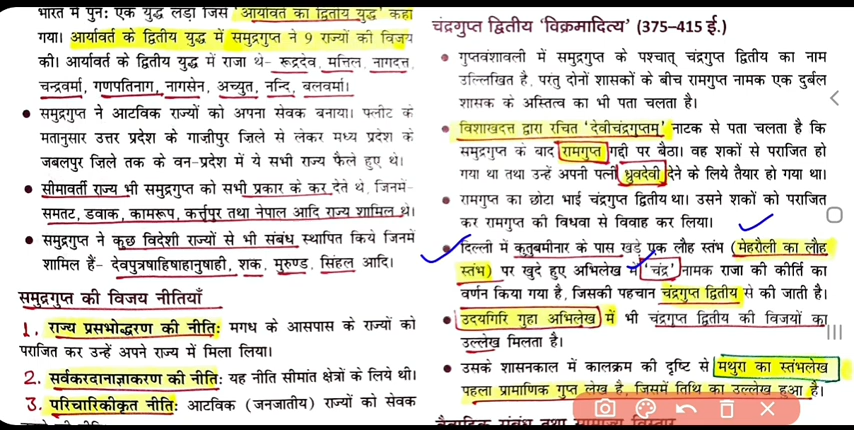 भारत में पुनः एक युद्ध लड़ा जिसे 'आर्यावर्त का द्वितीय युद्ध' कहा
गया। आर्यावर्त के द्वितीय युद्ध में समुद्रगुप्त ने 9 राज्यों की विजय
की। आर्यावर्त के द्वितीय युद्ध में राजा थे- रूद्रदेव, मत्तिल, नागदत्त,
चन्द्रवर्मा, गणपतिनाग, नागसेन, अच्युत, नन्दि, बलवर्मा।
• समुद्रगुप्त ने आटविक राज्यों को अपना सेवक बनाया। फ्लीट के
मतानुसार उत्तर प्रदेश के गाज़ीपुर जिले से लेकर मध्य प्रदेश के
जबलपुर ज़िले तक के वन-प्रदेश में ये सभी राज्य फैले हुए थे।
• सीमावर्ती राज्य भी समुद्रगुप्त को सभी प्रकार के कर देते थे, जिनमें-
समतट, डवाक, कामरूप, कर्त्तृपुर तथा नेपाल आदि राज्य शामिल थे।
• समुद्रगुप्त ने कुछ विदेशी राज्यों से भी संबंध स्थापित किये जिनमें
शामिल हैं- देवपुत्रषाहिषाहानुषाही, शक, मुरुण्ड, सिंहल आदि।
समुद्रगुप्त की विजय नीतियाँ
1. राज्य प्रसभोद्धरण की नीतिः मगध के आसपास के राज्यों को
पराजित कर उन्हें अपने राज्य में मिला लिया।
2. सर्वकरदानाज्ञाकरण की नीतिः यह नीति सीमांत क्षेत्रों के लिये थी।
3. परिचारिकीकृत नीतिः आटविक (जनजातीय) राज्यों को सेवक
चंद्रगुप्त द्वितीय 'विक्रमादित्य' (375–415 ई.)
• गुप्तवंशावली में समुद्रगुप्त के पश्चात् चंद्रगुप्त द्वितीय का नाम
उल्लिखित है, परंतु दोनों शासकों के बीच रामगुप्त नामक एक दुर्बल
शासक के अस्तित्व का भी पता चलता है।
• विशाखदत्त द्वारा रचित 'देवीचंद्रगुप्तम्' नाटक से पता चलता है कि
समुद्रगुप्त के बाद रामगुप्त गद्दी पर बैठा। वह शकों से पराजित हो
गया था तथा उन्हें अपनी पत्नी ध्रुवदेवी देने के लिये तैयार हो गया था।
• रामगुप्त का छोटा भाई चंद्रगुप्त द्वितीय था। उसने शकों को पराजित
कर रामगुप्त की विधवा से विवाह कर लिया।
• दिल्ली में कुतुबमीनार के पास खड़े एक लौह स्तंभ (मेहरौली का लौह
स्तंभ) पर खुदे हुए अभिलेख में 'चंद्र' नामक राजा की कीर्ति का
वर्णन किया गया है, जिसकी पहचान चंद्रगुप्त द्वितीय से की जाती है।
• उदयगिरि गुहा अभिलेख में भी चंद्रगुप्त द्वितीय की विजयों का
उल्लेख मिलता है।
• उसके शासनकाल में कालक्रम की दृष्टि से मथुरा का स्तंभलेख
पहला प्रामाणिक गुप्त लेख है, जिसमें तिथि का उल्लेख हुआ है।